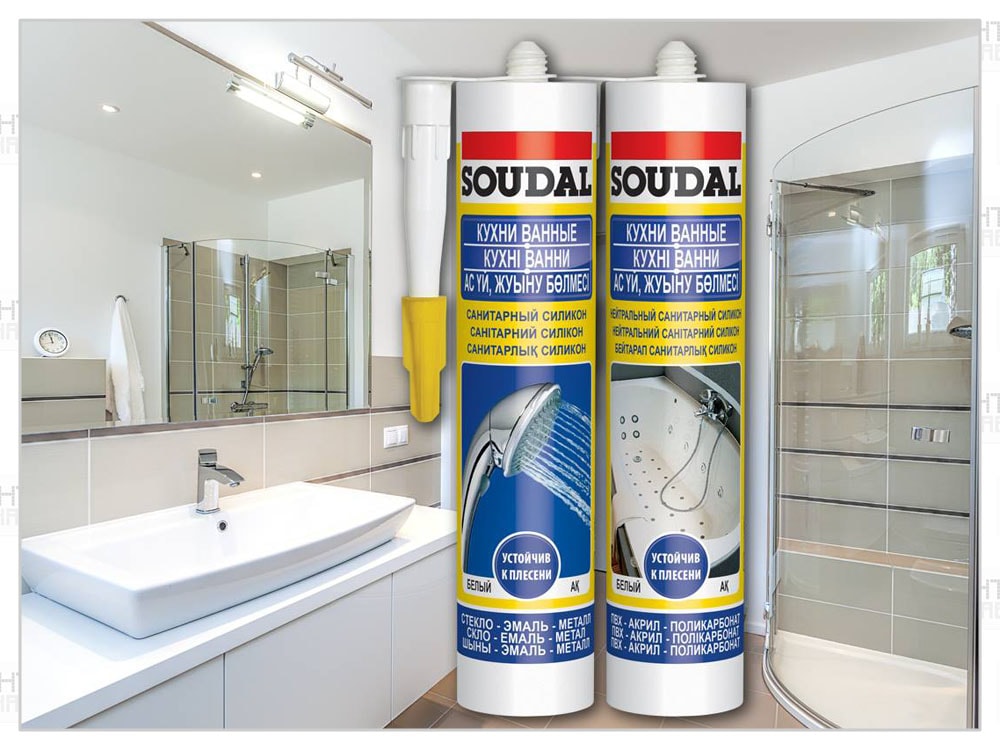 SOUDAL
КУХНИ ВАННЫЕ
КУХНІ ВАННИ
АС ҮЙ, ЖУЫНУ БӨЛМЕСІ
САНИТАРНЫЙ СИЛИКОН
САНІТАРНИЙ СИЛІКОН
САНИТАРЛЫҚ СИЛИКОН
УСТОЙЧИВ
К ПЛЕСЕНИ
БЕЛЫЙ АҚ
СТЕКЛО - ЭМАЛЬ - МЕТАЛЛ
СКЛО - ЕМАЛЬ - МЕТАЛ
ШЫНЫ - ЭМАЛЬ - МЕТАЛЛ
SOUDAL
КУХНИ ВАННЫЕ
КУХНІ ВАННИ
АС ҮЙ, ЖУЫНУ БӨЛМЕСІ
НЕЙТРАЛЬНЫЙ САНИТАРНЫЙ СИЛИКОН
НЕЙТРАЛЬНИЙ САНІТАРНИЙ СИЛІКОН
БЕЙТАРАП САНИТАРЛЫҚ СИЛИКОН
УСТОЙЧИВ
К ПЛЕСЕНИ
БЕЛЫЙ АҚ
ПВХ - АКРИЛ - ПОЛИКАРБОНАТ
ПВХ - АКРИЛ - ПОЛІКАРБОНАТ
ПВХ - АКРИЛ - ПОЛИКАРБОНАТ